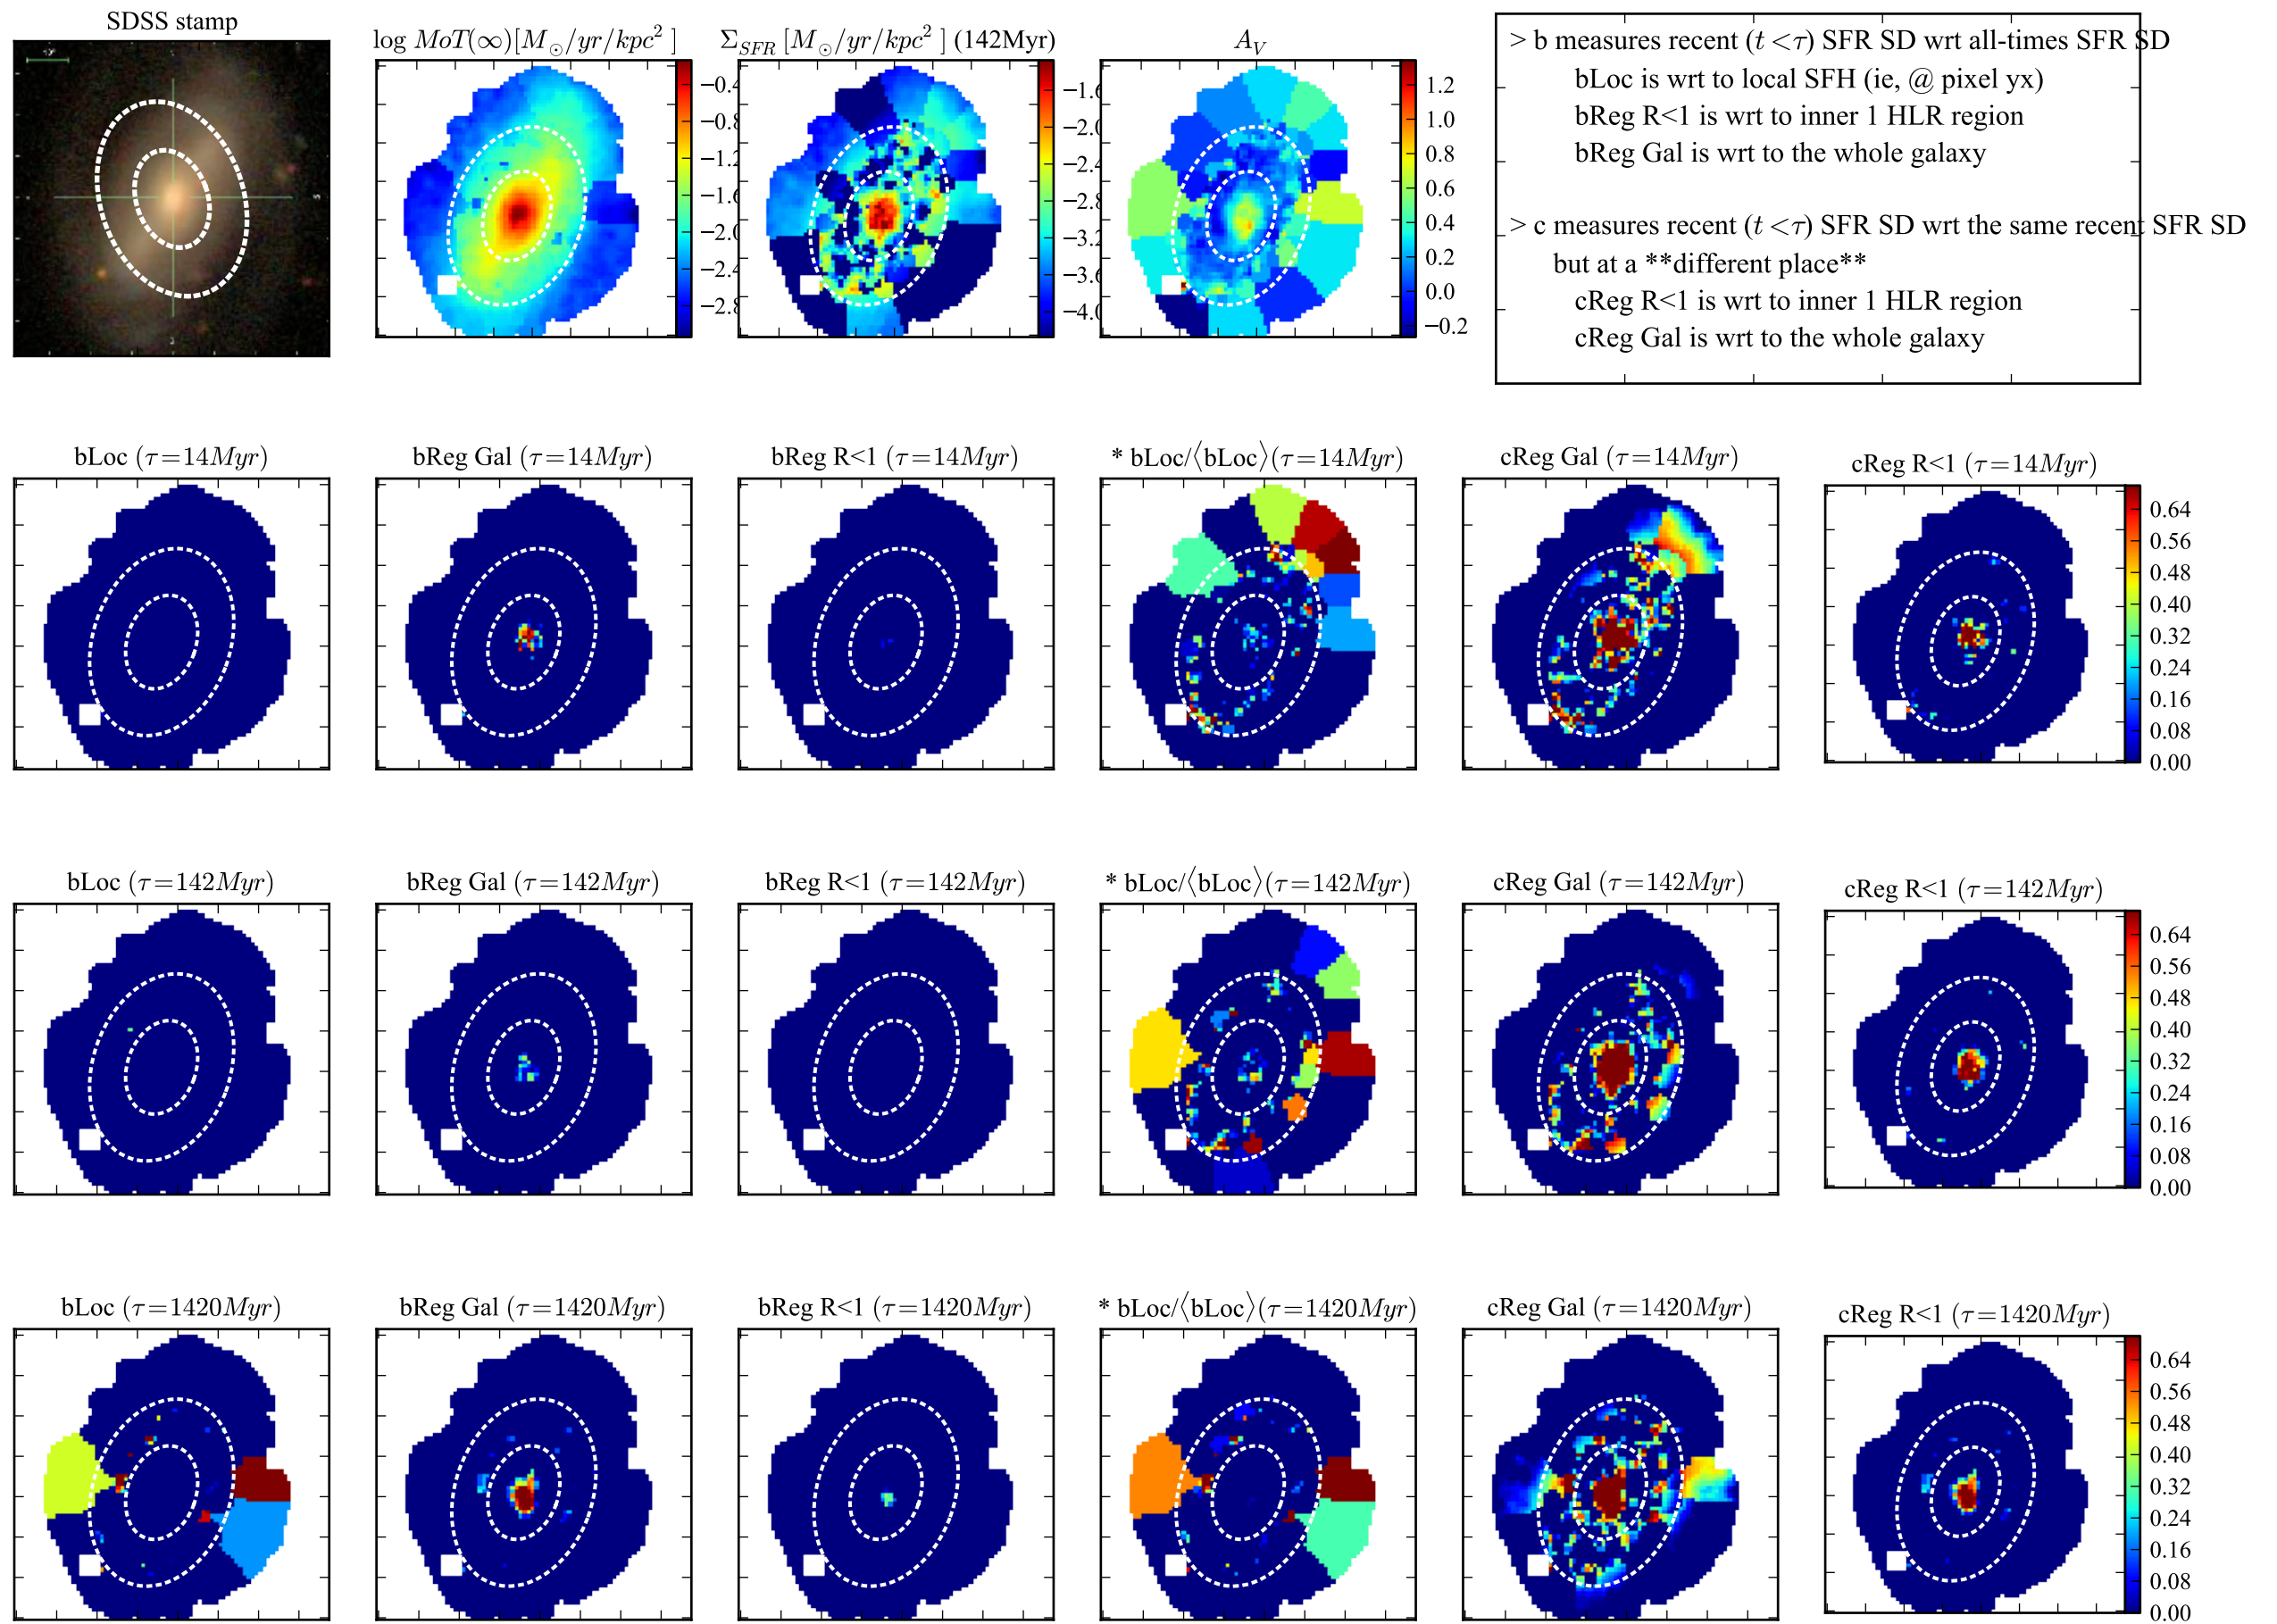 SDSS stamp
log MoT(∞)[M⊙/yr/kpc² ]
Σ_SFR [M⊙/yr/kpc² ] (142Myr)
A_V
−0.4
−0.8
−1.2
−1.6
−2.0
−2.4
−2.8
−1.6
−2.0
−2.4
−2.8
−3.2
−3.6
−4.0
1.2
1.0
0.8
0.6
0.4
0.2
0.0
−0.2
> b measures recent (t <τ) SFR SD wrt all-times SFR SD
bLoc is wrt to local SFH (ie, @ pixel yx)
bReg R<1 is wrt to inner 1 HLR region
bReg Gal is wrt to the whole galaxy
> c measures recent (t <τ) SFR SD wrt the same recent SFR SD
but at a **different place**
cReg R<1 is wrt to inner 1 HLR region
cReg Gal is wrt to the whole galaxy
bLoc (τ=14Myr)
bReg Gal (τ=14Myr)
bReg R<1 (τ=14Myr)
* bLoc/⟨bLoc⟩(τ=14Myr)
cReg Gal (τ=14Myr)
cReg R<1 (τ=14Myr)
0.64
0.56
0.48
0.40
0.32
0.24
0.16
0.08
0.00
bLoc (τ=142Myr)
bReg Gal (τ=142Myr)
bReg R<1 (τ=142Myr)
* bLoc/⟨bLoc⟩(τ=142Myr)
cReg Gal (τ=142Myr)
cReg R<1 (τ=142Myr)
0.64
0.56
0.48
0.40
0.32
0.24
0.16
0.08
0.00
bLoc (τ=1420Myr)
bReg Gal (τ=1420Myr)
bReg R<1 (τ=1420Myr)
* bLoc/⟨bLoc⟩(τ=1420Myr)
cReg Gal (τ=1420Myr)
cReg R<1 (τ=1420Myr)
0.64
0.56
0.48
0.40
0.32
0.24
0.16
0.08
0.00